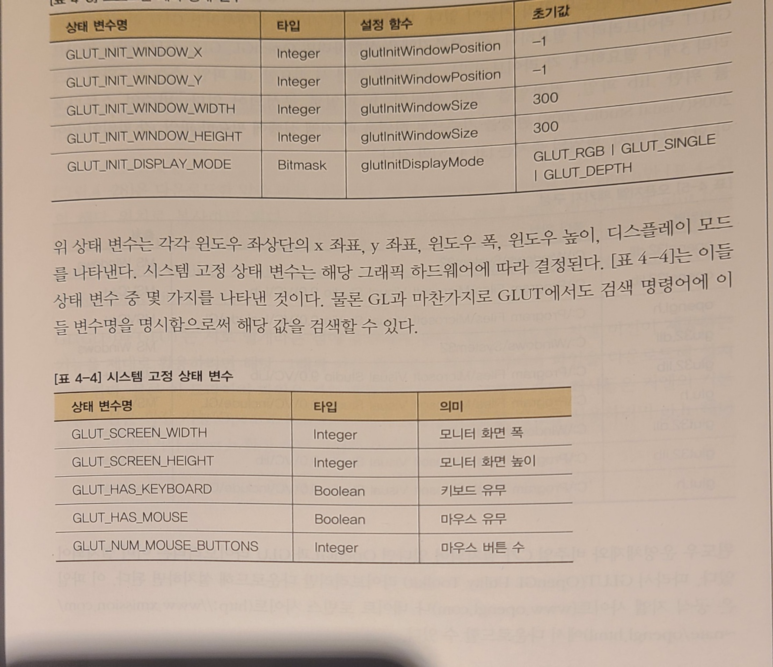 상태 변수명 타입 설정 함수 초기값
GLUT_INIT_WINDOW_X Integer glutInitWindowPosition -1
GLUT_INIT_WINDOW_Y Integer glutInitWindowPosition -1
GLUT_INIT_WINDOW_WIDTH Integer glutInitWindowSize 300
GLUT_INIT_WINDOW_HEIGHT Integer glutInitWindowSize 300
GLUT_INIT_DISPLAY_MODE Bitmask glutInitDisplayMode GLUT_RGB | GLUT_SINGLE
| GLUT_DEPTH
위 상태 변수는 각각 윈도우 좌상단의 x 좌표, y 좌표, 윈도우 폭, 윈도우 높이, 디스플레이 모드
를 나타낸다. 시스템 고정 상태 변수는 해당 그래픽 하드웨어에 따라 결정된다. [표 4-4]는 이들
상태 변수 중 몇 가지를 나타낸 것이다. 물론 GL과 마찬가지로 GLUT에서도 검색 명령어에 이
들 변수명을 명시함으로써 해당 값을 검색할 수 있다.
[표 4-4] 시스템 고정 상태 변수
상태 변수명 타입 의미
GLUT_SCREEN_WIDTH Integer 모니터 화면 폭
GLUT_SCREEN_HEIGHT Integer 모니터 화면 높이
GLUT_HAS_KEYBOARD Boolean 키보드 유무
GLUT_HAS_MOUSE Boolean 마우스 유무
GLUT_NUM_MOUSE_BUTTONS Integer 마우스 버튼 수